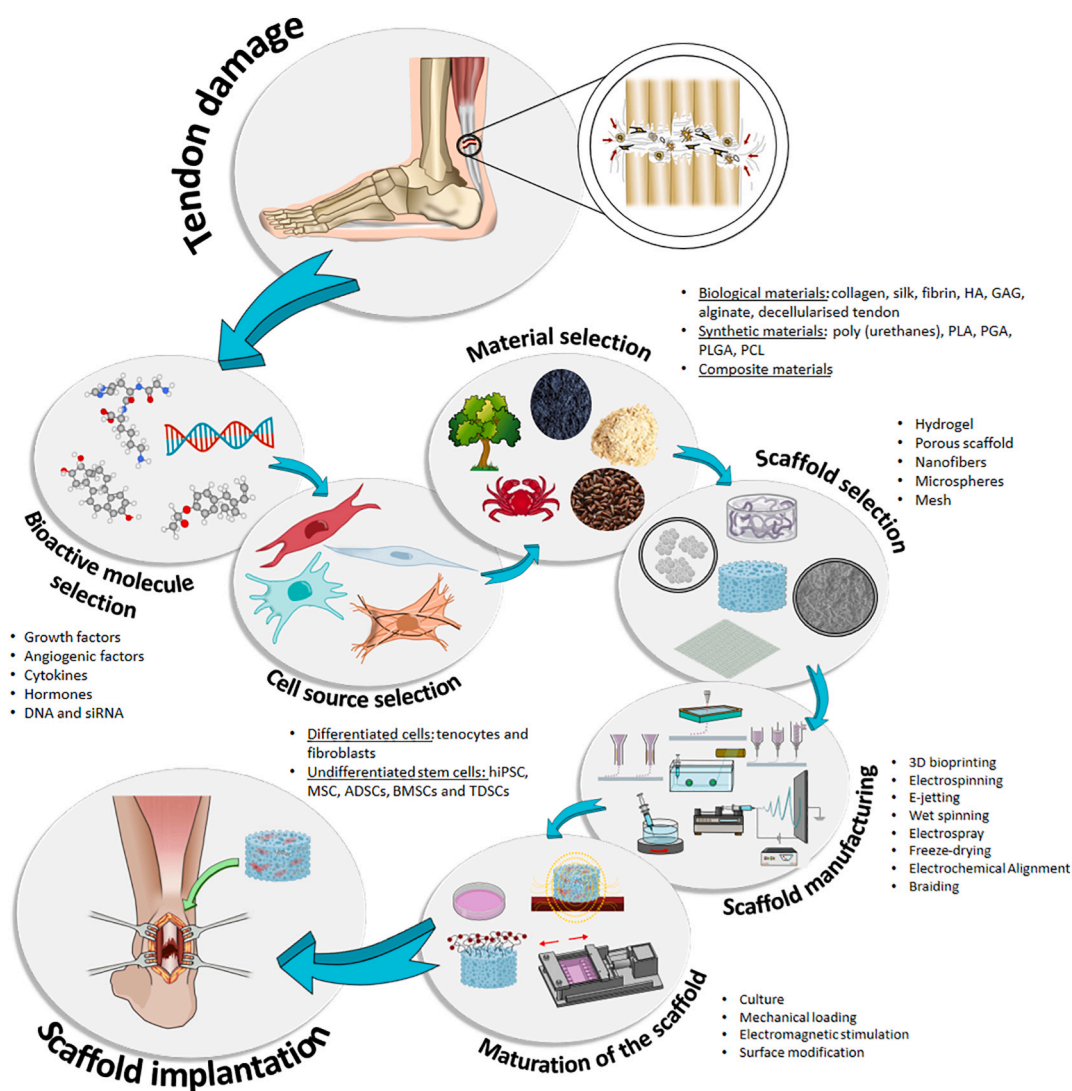 Tendon damage
• Biological materials: collagen, silk, fibrin, HA, GAG,
alginate, decellularised tendon
• Synthetic materials: poly (urethanes), PLA, PGA,
PLGA, PCL
• Composite materials
Material selection
• Hydrogel
• Porous scaffold
• Nanofibers
• Microspheres
• Mesh
Scaffold selection
Bioactive molecule
selection
• Growth factors
• Angiogenic factors
• Cytokines
• Hormones
• DNA and siRNA
Cell source selection
• Differentiated cells: tenocytes and
fibroblasts
• Undifferentiated stem cells: hiPSC,
MSC, ADSCs, BMSCs and TDSCs
Scaffold manufacturing
• 3D bioprinting
• Electrospinning
• E-jetting
• Wet spinning
• Electrospray
• Freeze-drying
• Electrochemical Alignment
• Braiding
Maturation of the scaffold
• Culture
• Mechanical loading
• Electromagnetic stimulation
• Surface modification
Scaffold implantation